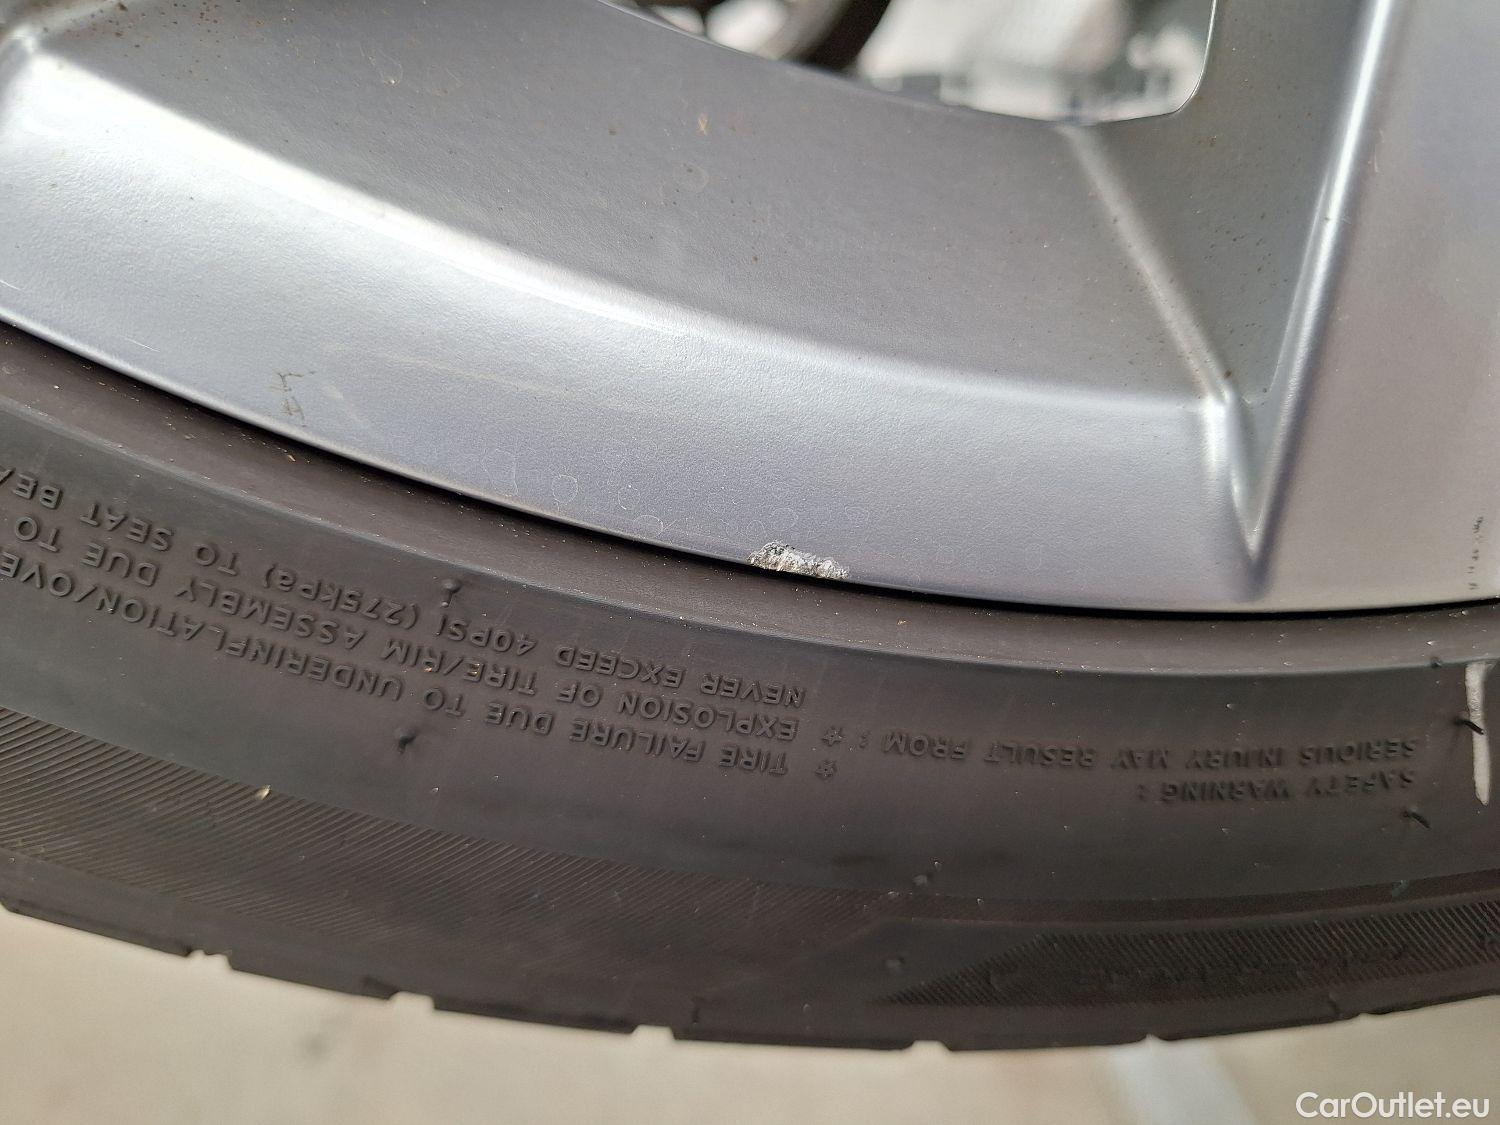 SAFETY WARNING :
SERIOUS INJURY MAY RESULT FROM :
☆ TIRE FAILURE DUE TO UNDERINFLATION/OVE
☆ EXPLOSION OF TIRE/RIM ASSEMBLY DUE TO
NEVER EXCEED 40PSI (275kPa) TO SEAT BEA
CarOutlet.eu